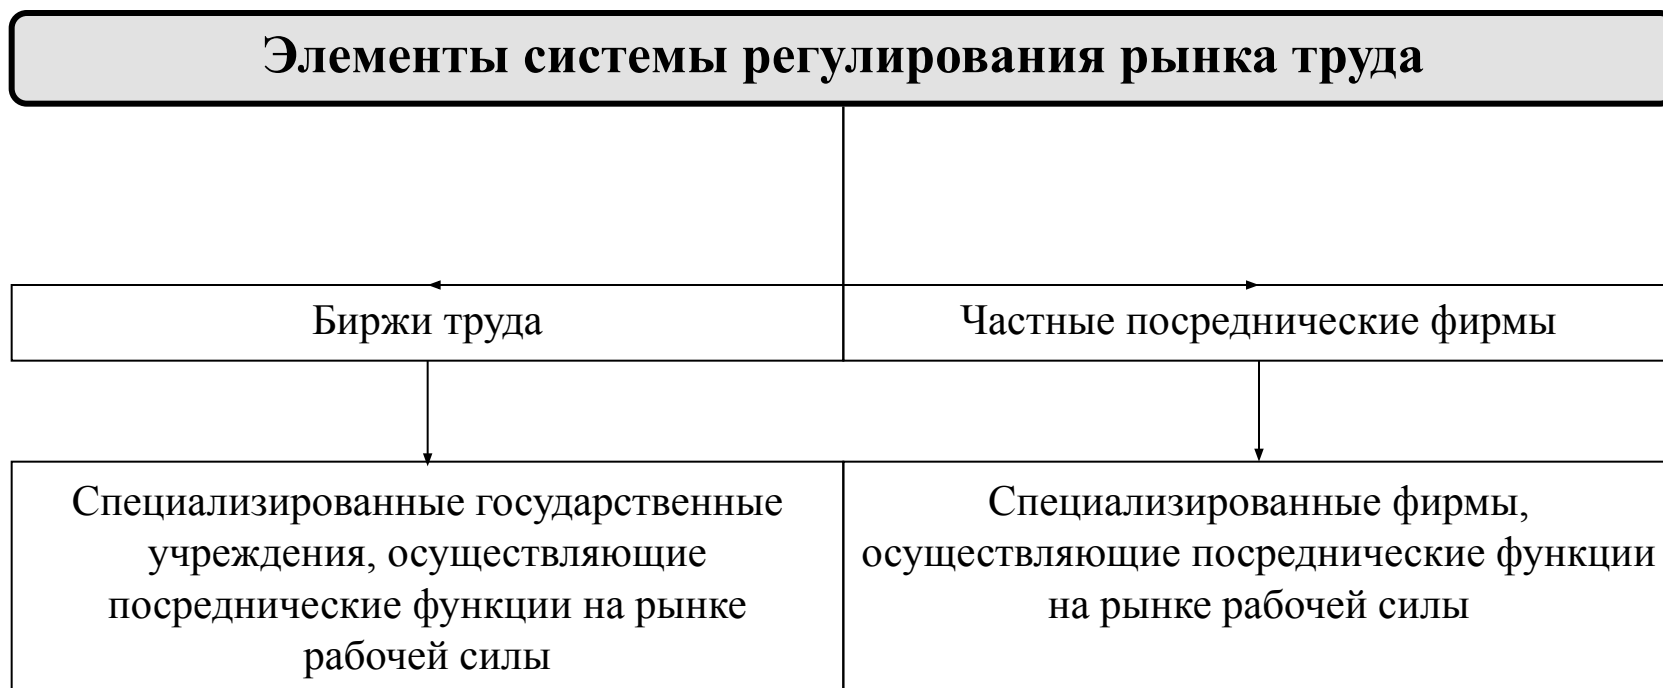 Элементы системы регулирования рынка труда
Биржи труда
Частные посреднические фирмы
Специализированные государственные
учреждения, осуществляющие
посреднические функции на рынке
рабочей силы
Специализированные фирмы,
осуществляющие посреднические функции
на рынке рабочей силы